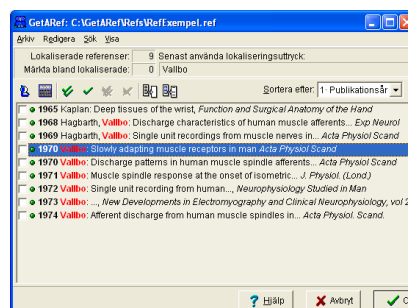 GetARef: C:\GetARef\Refs\RefExempel.ref
Arkiv Redigera Sök Visa
Lokaliserade referenser: 9 Senast använda lokaliseringsuttryck:
Märkta bland lokaliserade: 0 Vallbo
Sortera efter: 1· Publikationsår
1965 Kaplan: Deep tissues of the wrist, Function and Surgical Anatomy of the Hand
1968 Hagbarth, Vallbo: Discharge characteristics of human muscle afferents... Exp Neurol
1969 Hagbarth, Vallbo: Single unit recordings from muscle nerves in... Acta Physiol Scand
1970 Vallbo: Slowly adapting muscle receptors in man Acta Physiol Scand
1970 Vallbo: Discharge patterns in human muscle spindle afferents... Acta Physiol Scand
1971 Vallbo: Muscle spindle response at the onset of isometric... J. Physiol. (Lond.)
1972 Vallbo: Single unit recording from human..., Neurophysiology Studied in Man
1973 Vallbo: ..., New Developments in Electromyography and Clinical Neurophysiology, vol 2
1974 Vallbo: Afferent discharge from human muscle spindles in... Acta Physiol. Scand.
Hjälp Avbryt